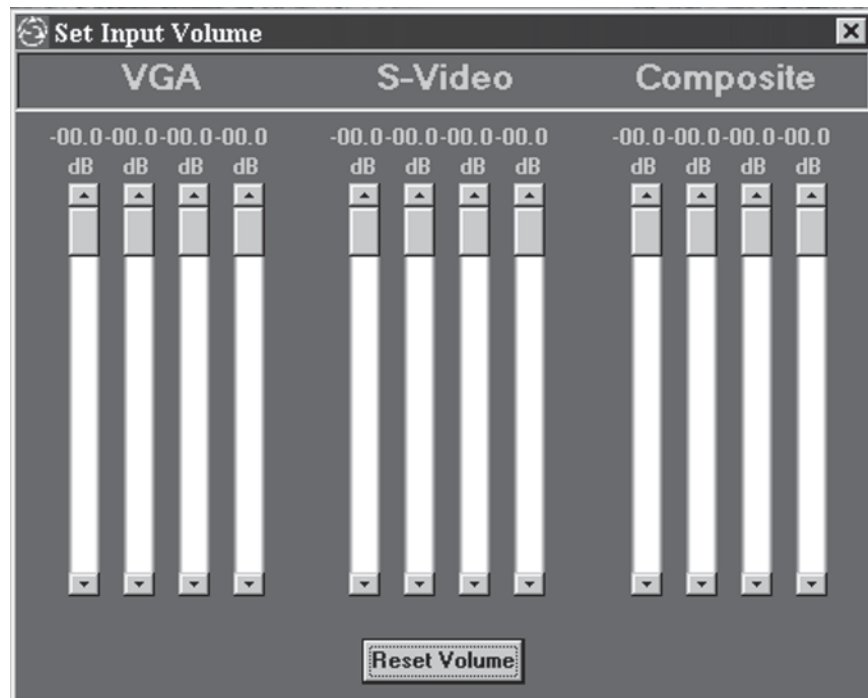 Set Input Volume
VGA S-Video Composite
-00.0 -00.0 -00.0 -00.0 -00.0 -00.0 -00.0 -00.0 -00.0 -00.0 -00.0 -00.0
dB dB dB dB dB dB dB dB dB dB dB dB
Reset Volume